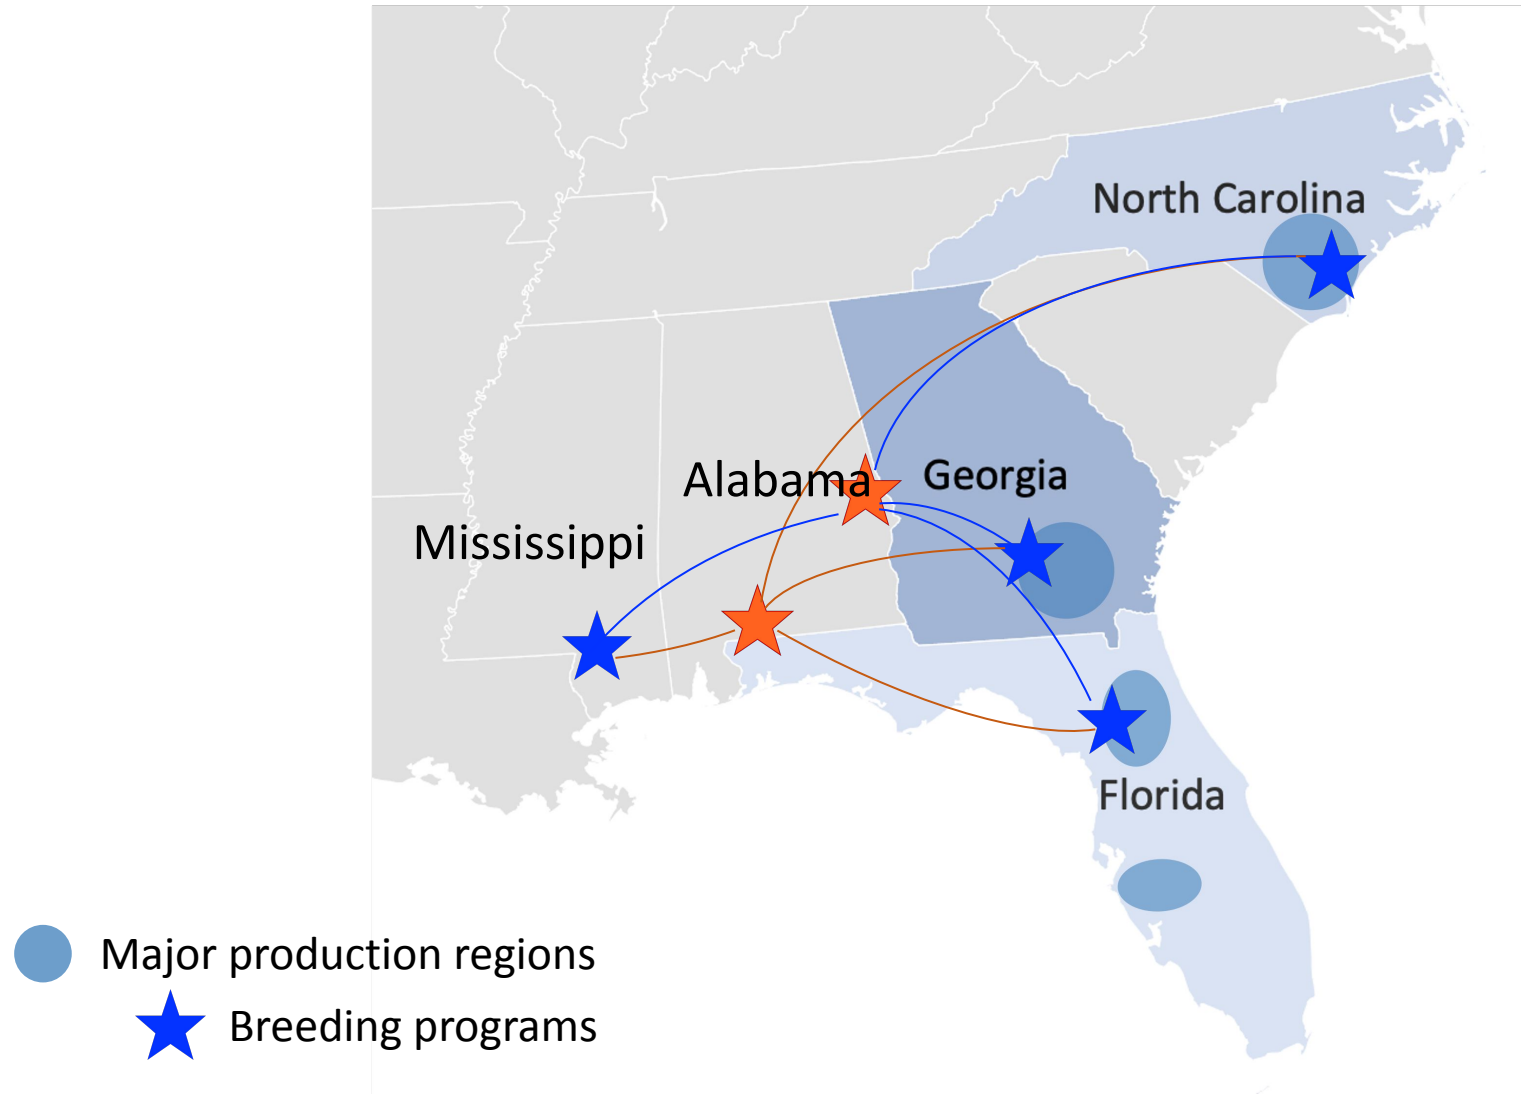 North Carolina
Georgia
Alabama
Mississippi
Florida
Major production regions
Breeding programs